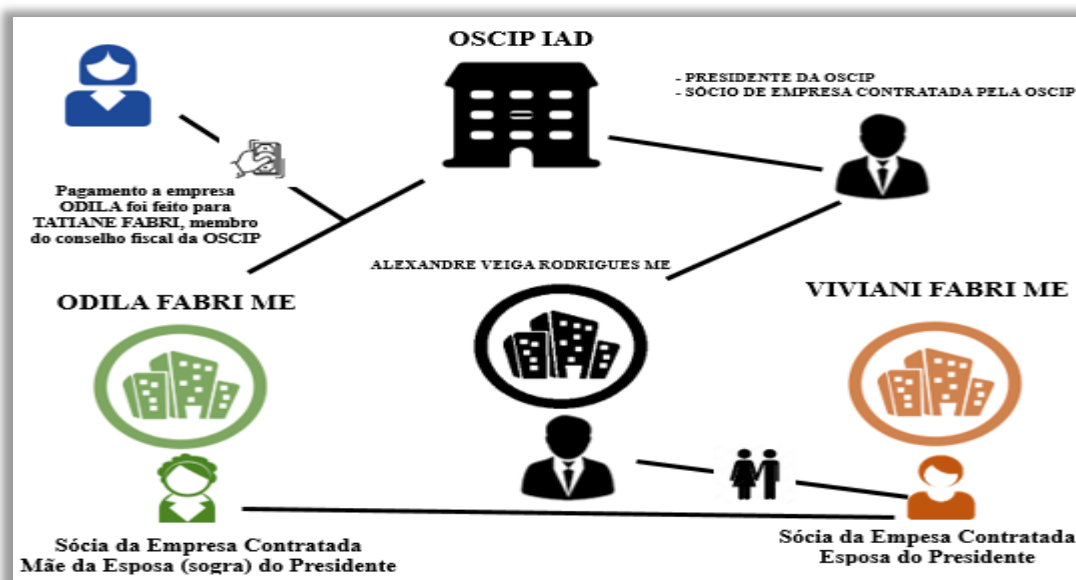 OSCIP IAD
- PRESIDENTE DA OSCIP
- SÓCIO DE EMPRESA CONTRATADA PELA OSCIP
Pagamento a empresa
ODILA foi feito para
TATIANE FABRI, membro
do conselho fiscal da OSCIP
ALEXANDRE VEIGA RODRIGUES ME
ODILA FABRI ME
VIVIANI FABRI ME
Sócia da Empresa Contratada
Mãe da Esposa (sogra) do Presidente
Sócia da Empesa Contratada
Esposa do Presidente